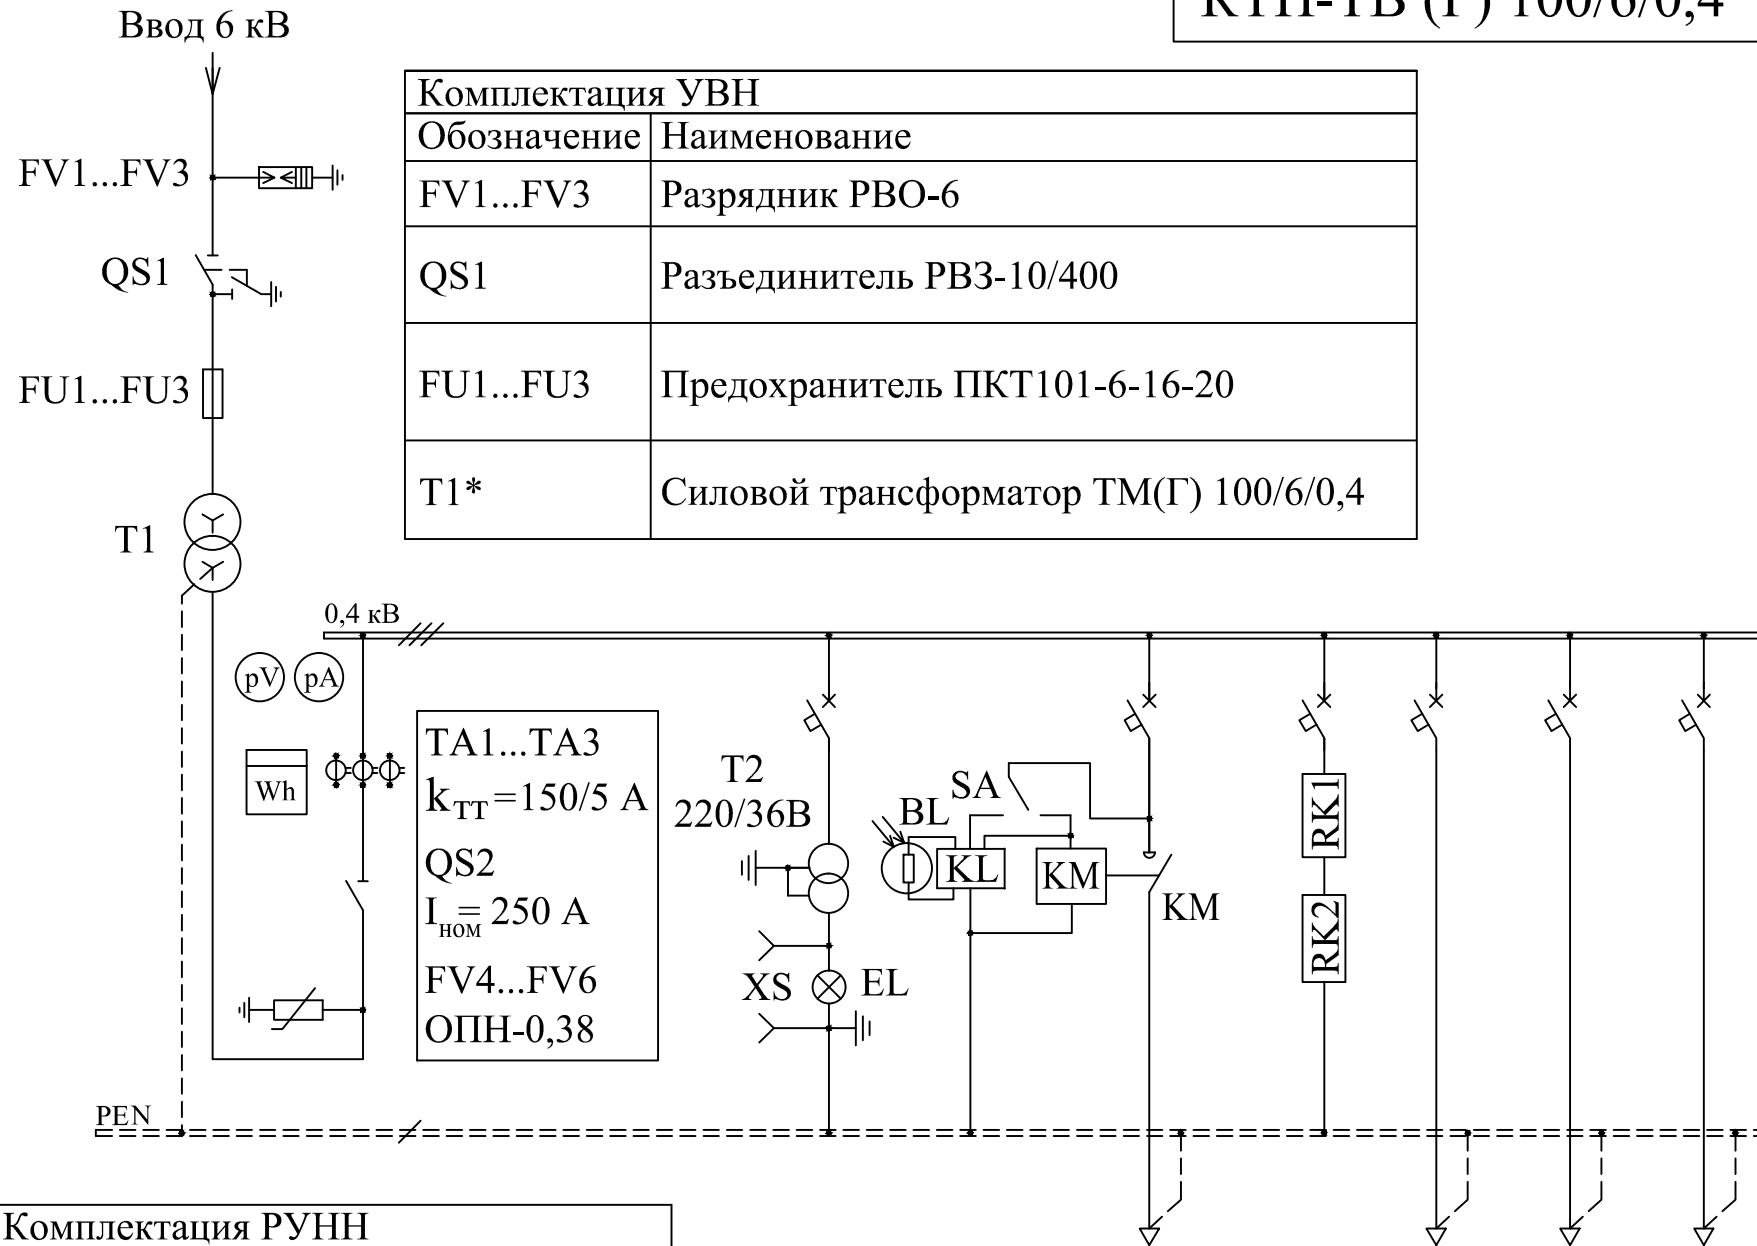 Ввод 6 кВ
КТП-ТВ (Г) 100/6/0,4
Комплектация УВН
Обозначение Наименование
FV1...FV3 Разрядник РВО-6
QS1 Разъединитель РВЗ-10/400
FU1...FU3 Предохранитель ПКТ101-6-16-20
T1* Силовой трансформатор ТМ(Г) 100/6/0,4
FV1...FV3
QS1
FU1...FU3
T1
0,4 кВ
pV pA
Wh
TA1...TA3
kТТ=150/5 А
QS2
Iном= 250 А
FV4...FV6
ОПН-0,38
T2
220/36В
XS EL
BL
SA
KL
KM
KM
RK1
RK2
PEN
Комплектация РУНН